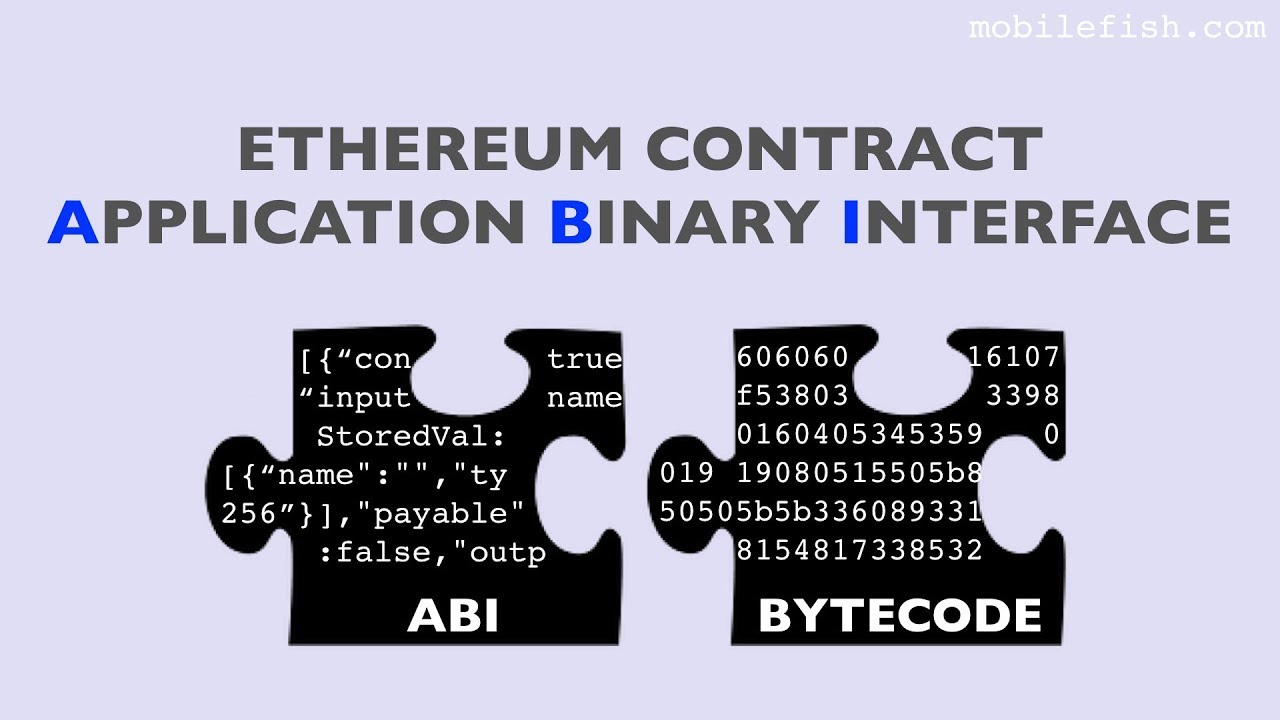 mobilefish.com
ETHEREUM CONTRACT
APPLICATION BINARY INTERFACE
[{“con true
“input name
StoredVal:
[{“name":"","ty
256”}],"payable"
:false,"outp
ABI
606060 16107
f53803 3398
0160405345359 0
019 19080515505b8
50505b5b336089331
8154817338532
BYTECODE